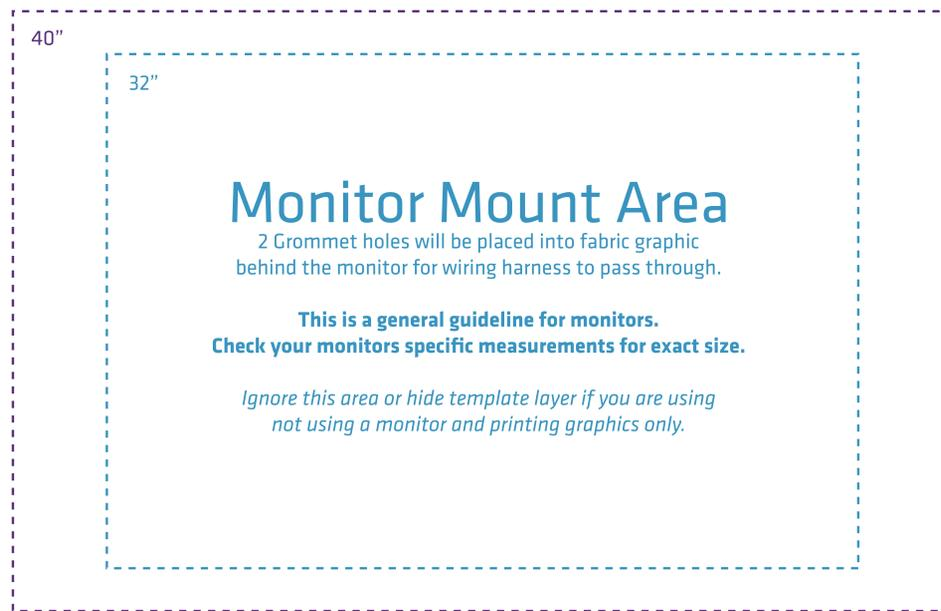 40”
32”
Monitor Mount Area
2 Grommet holes will be placed into fabric graphic
behind the monitor for wiring harness to pass through.
This is a general guideline for monitors.
Check your monitors specific measurements for exact size.
Ignore this area or hide template layer if you are using
not using a monitor and printing graphics only.